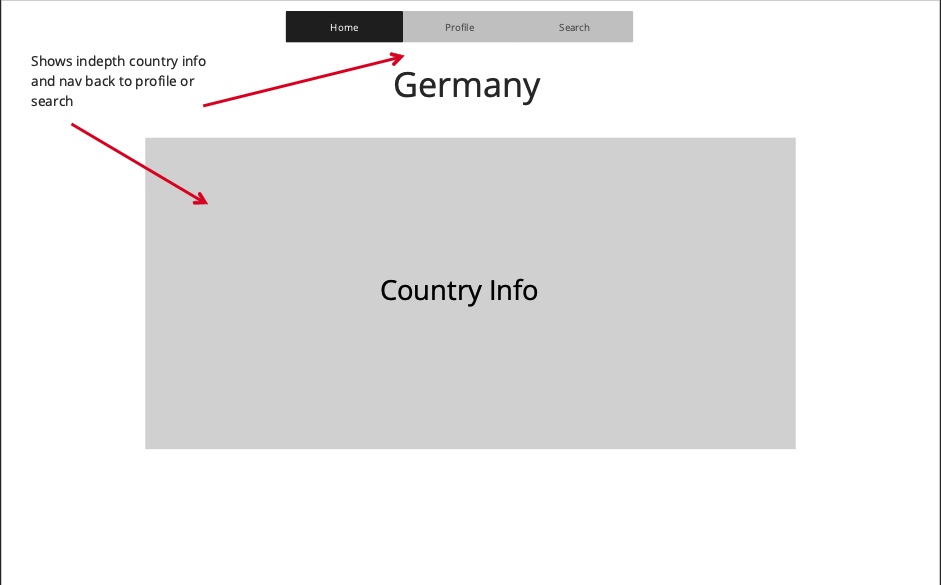 Home Profile Search
Shows indepth country info
and nav back to profile or
search
Germany
Country Info